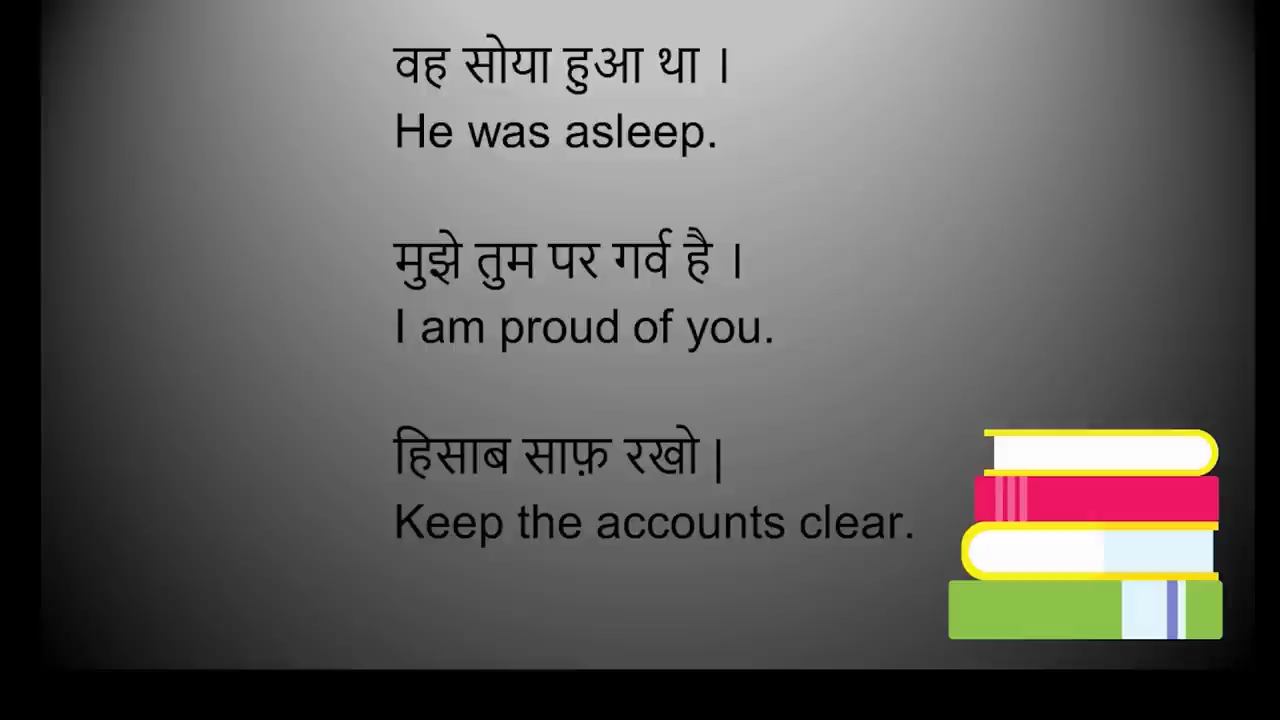 वह सोया हुआ था ।
He was asleep.
मुझे तुम पर गर्व है ।
I am proud of you.
हिसाब साफ़ रखो |
Keep the accounts clear.